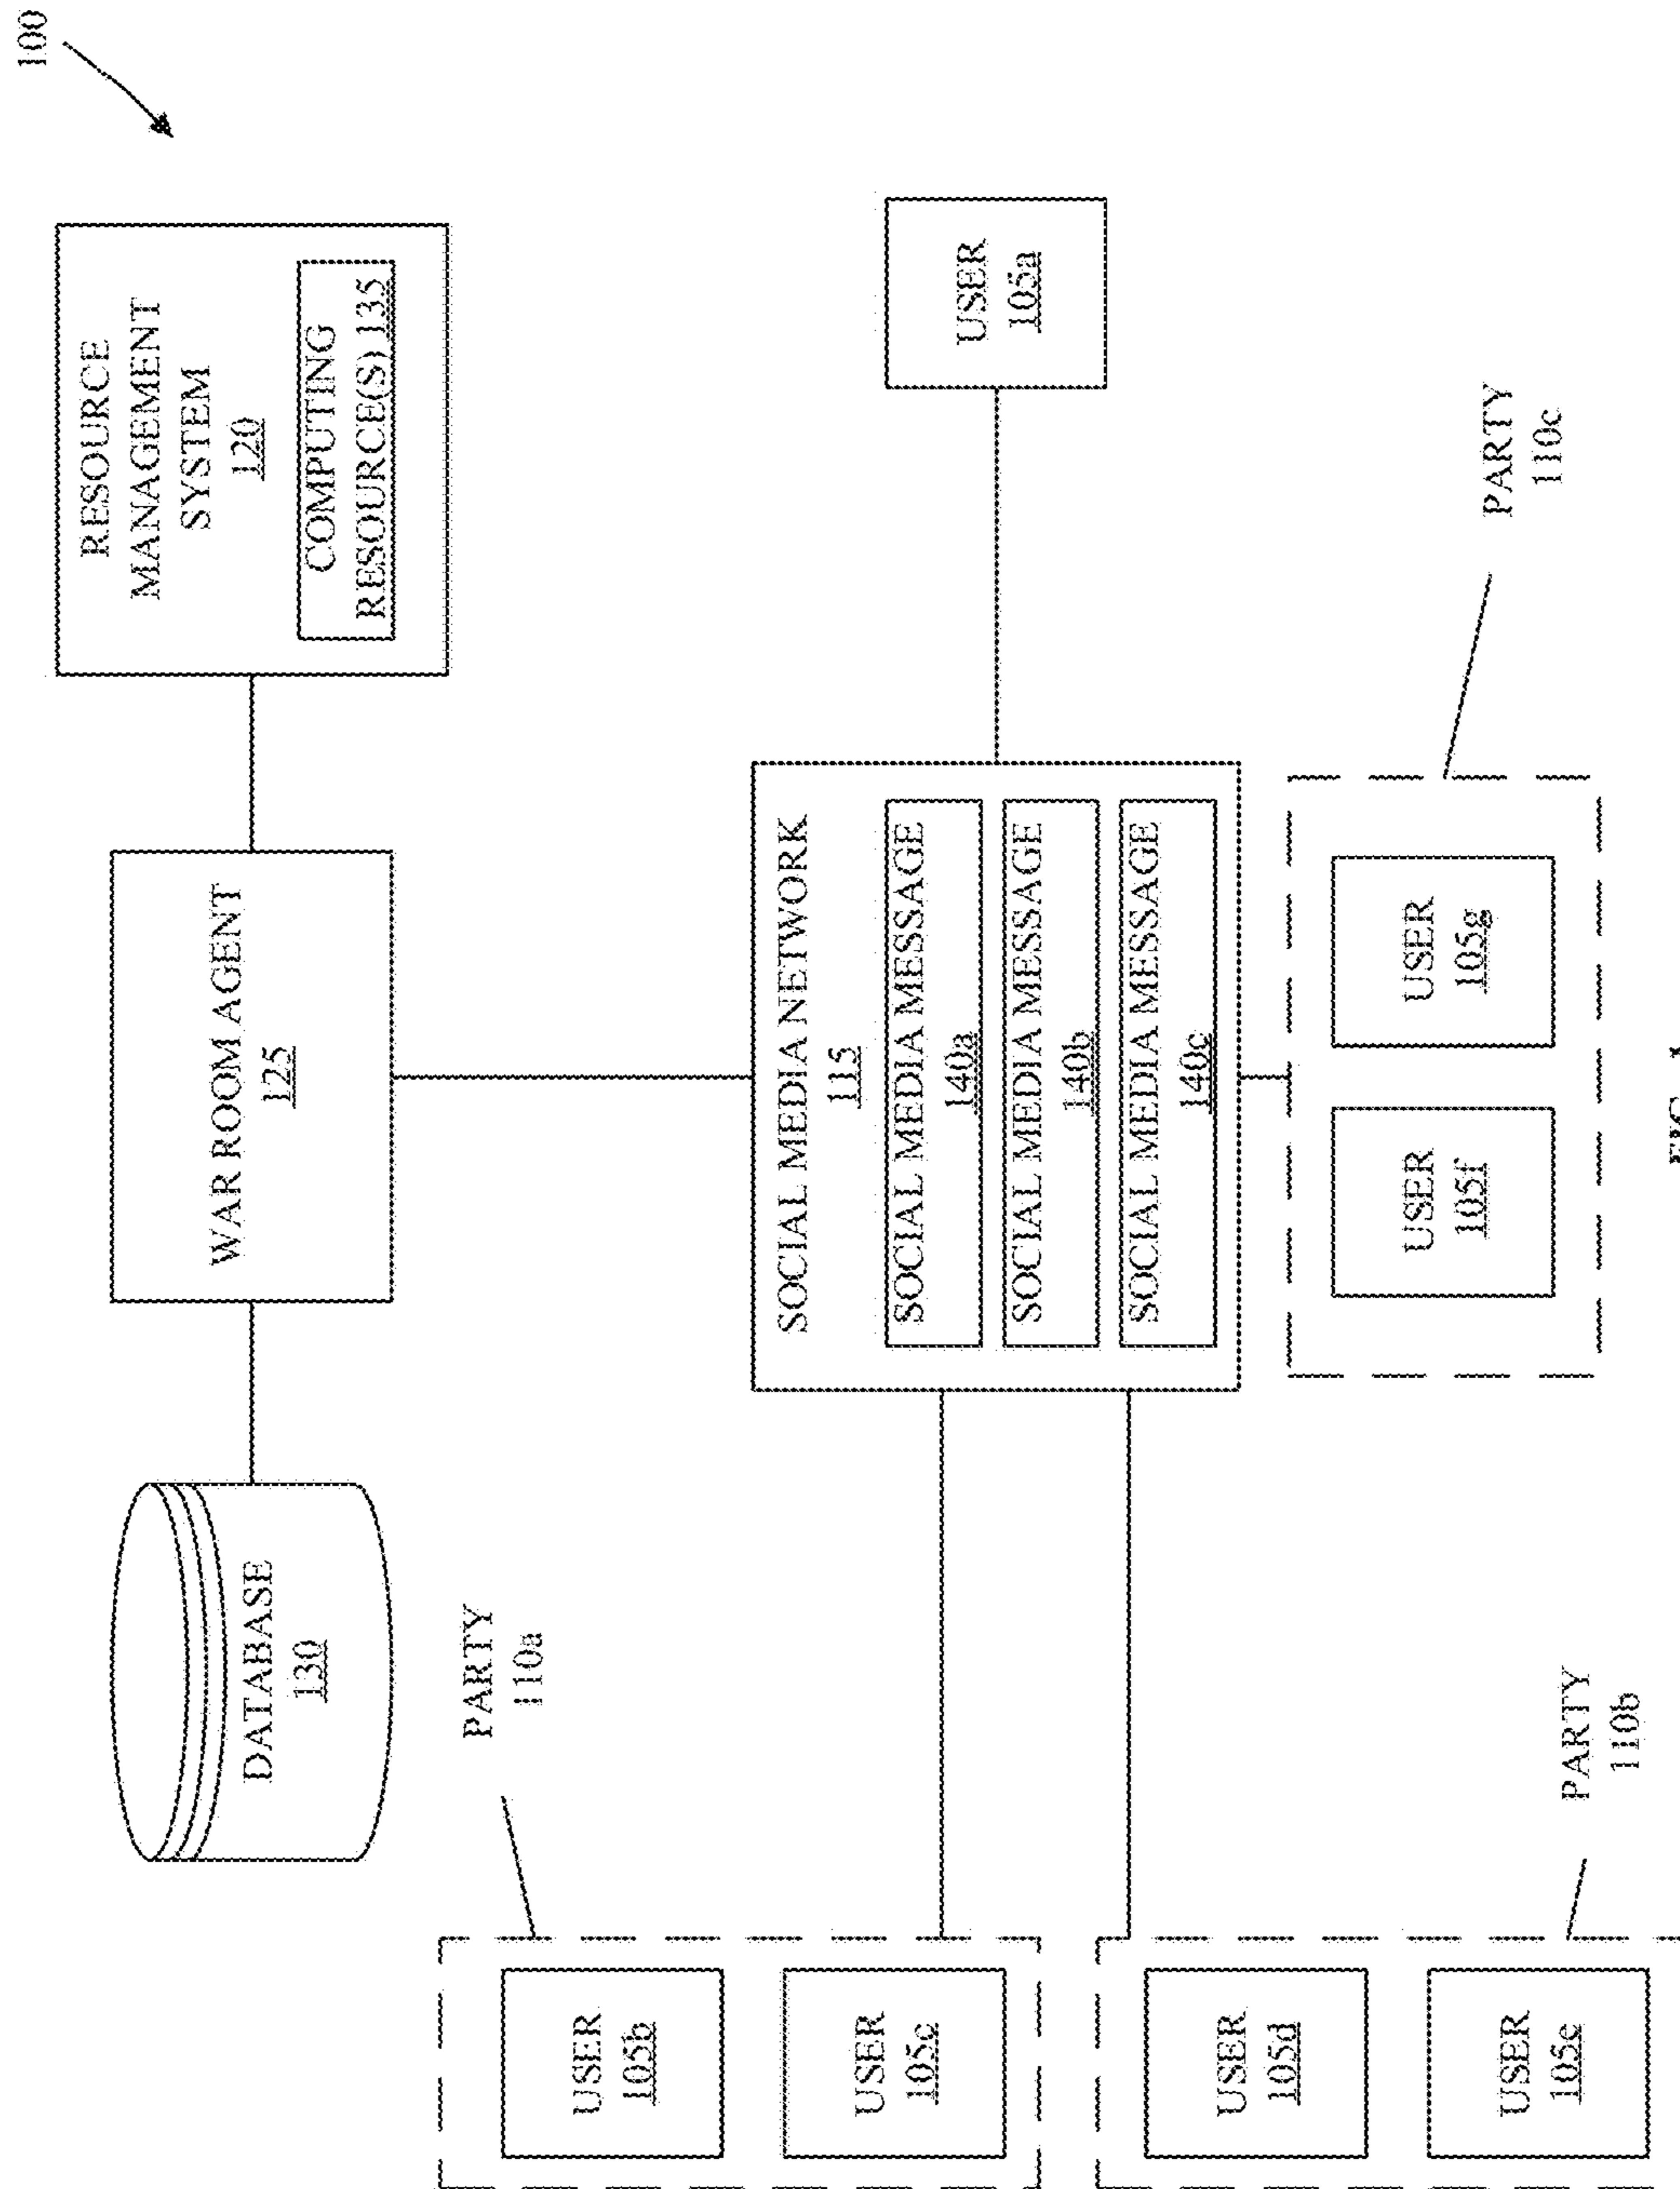 100
RESOURCE
MANAGEMENT
SYSTEM
120
COMPUTING
RESOURCE(S) 135
WAR ROOM AGENT
125
DATABASE
130
USER
105a
SOCIAL MEDIA NETWORK
115
SOCIAL MEDIA MESSAGE
140a
SOCIAL MEDIA MESSAGE
140b
SOCIAL MEDIA MESSAGE
140c
PARTY
110a
USER
105b
USER
105c
PARTY
110b
USER
105d
USER
105e
PARTY
110c
USER
105f
USER
105g